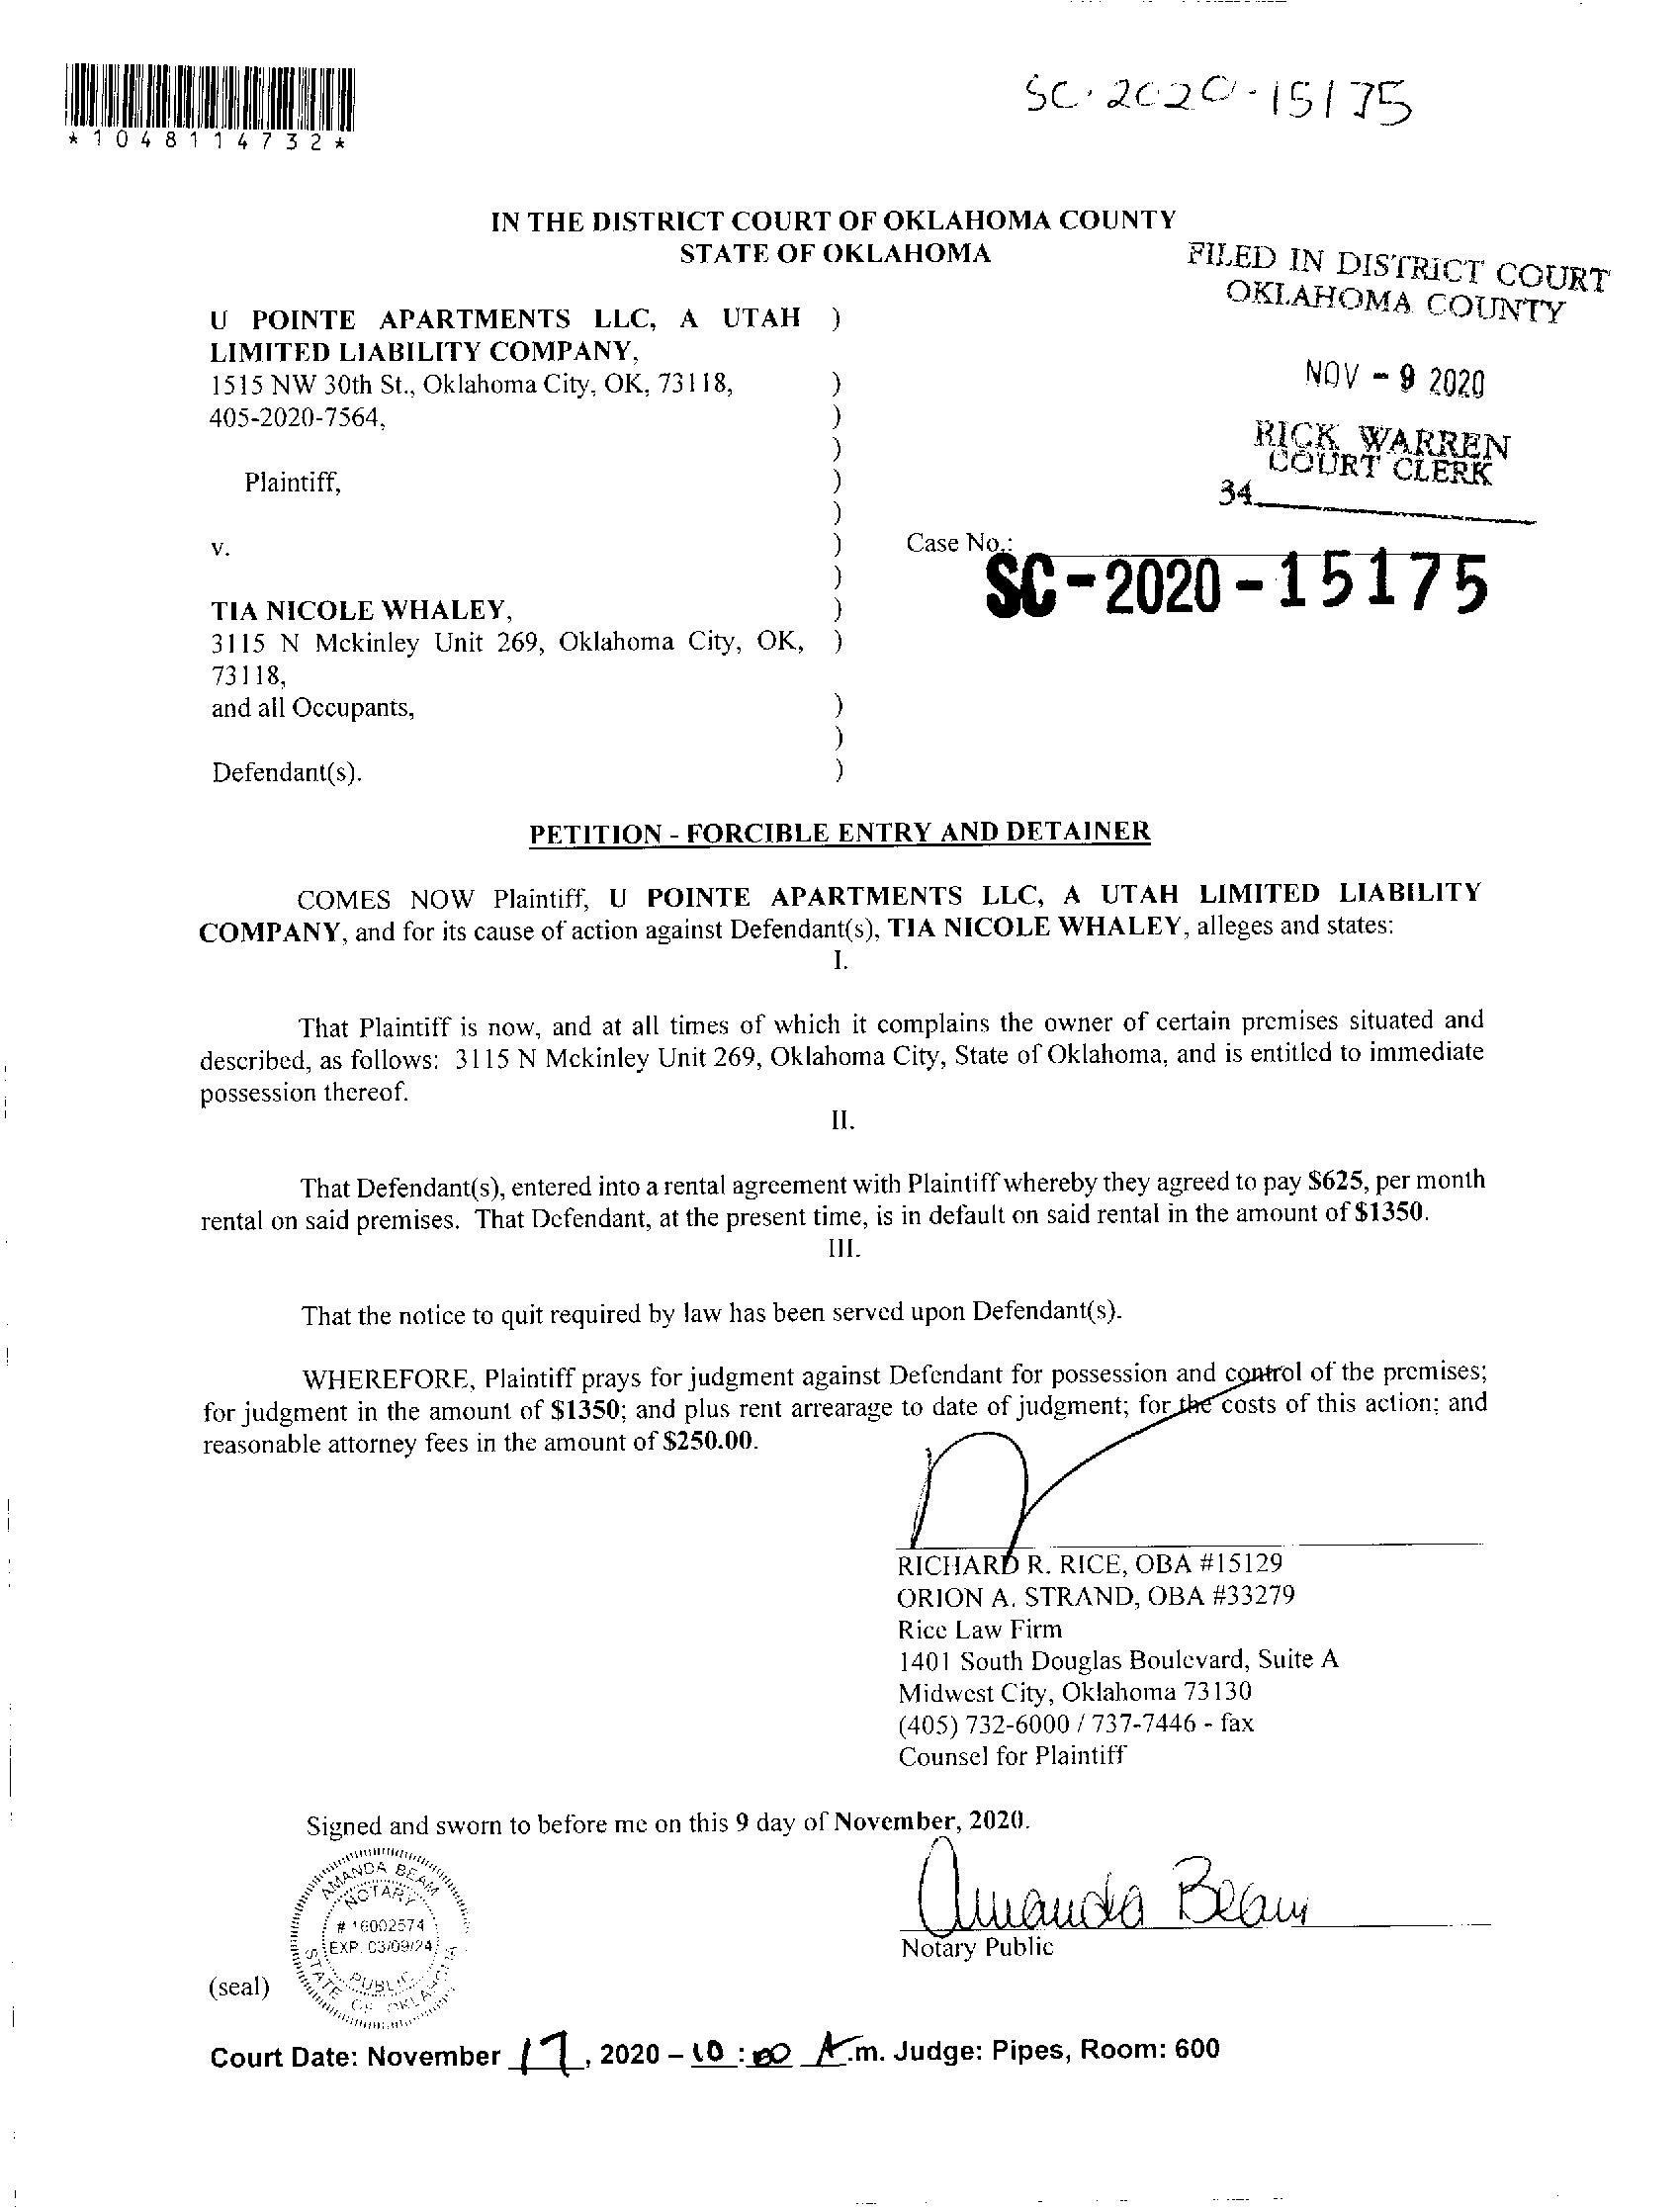 *1048114732*
SC-2020-15175
IN THE DISTRICT COURT OF OKLAHOMA COUNTY
STATE OF OKLAHOMA
FILED IN DISTRICT COURT
OKLAHOMA COUNTY
NOV - 9 2020
RICK WARREN
COURT CLERK
34
U POINTE APARTMENTS LLC, A UTAH )
LIMITED LIABILITY COMPANY,
1515 NW 30th St., Oklahoma City, OK, 73118, )
405-2020-7564, )
)
Plaintiff, )
)
v. ) Case No.:
) SC-2020-15175
TIA NICOLE WHALEY, )
3115 N Mckinley Unit 269, Oklahoma City, OK, )
73118,
and all Occupants, )
)
Defendant(s). )
PETITION - FORCIBLE ENTRY AND DETAINER
COMES NOW Plaintiff, U POINTE APARTMENTS LLC, A UTAH LIMITED LIABILITY
COMPANY, and for its cause of action against Defendant(s), TIA NICOLE WHALEY, alleges and states:
I.
That Plaintiff is now, and at all times of which it complains the owner of certain premises situated and
described, as follows: 3115 N Mckinley Unit 269, Oklahoma City, State of Oklahoma, and is entitled to immediate
possession thereof.
II.
That Defendant(s), entered into a rental agreement with Plaintiff whereby they agreed to pay $625, per month
rental on said premises. That Defendant, at the present time, is in default on said rental in the amount of $1350.
III.
That the notice to quit required by law has been served upon Defendant(s).
WHEREFORE, Plaintiff prays for judgment against Defendant for possession and control of the premises;
for judgment in the amount of $1350; and plus rent arrearage to date of judgment; for the costs of this action; and
reasonable attorney fees in the amount of $250.00.
RICHARD R. RICE, OBA #15129
ORION A. STRAND, OBA #33279
Rice Law Firm
1401 South Douglas Boulevard, Suite A
Midwest City, Oklahoma 73130
(405) 732-6000 / 737-7446 - fax
Counsel for Plaintiff
Signed and sworn to before me on this 9 day of November, 2020.
AMANDA BEAM
NOTARY
# 16002574
EXP. 03/09/24
PUBLIC
STATE OF OKLAHOMA
Amanda Beam
Notary Public
(seal)
Court Date: November 17, 2020 – 10:00 A.m. Judge: Pipes, Room: 600